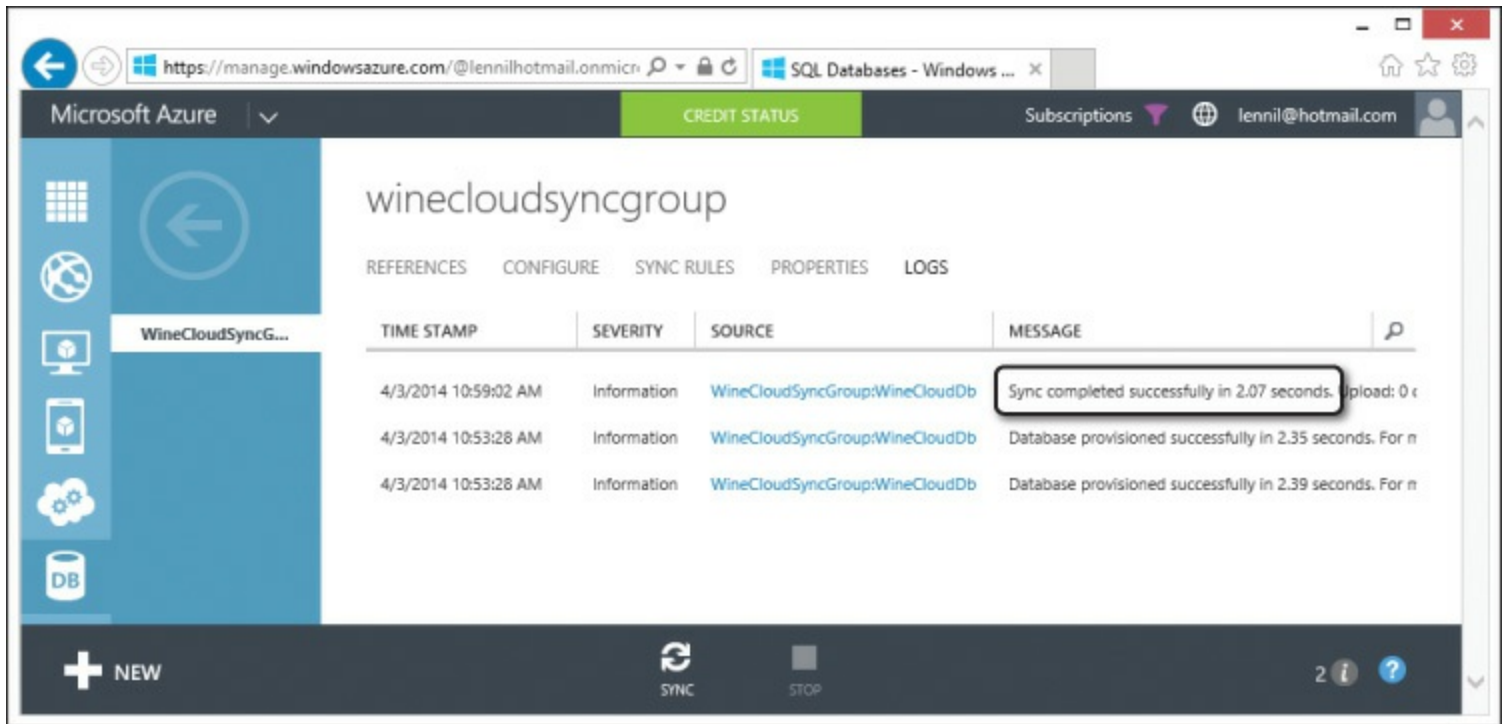 https://manage.windowsazure.com/@lennilhotmail.onmicr
SQL Databases - Windows ...
Microsoft Azure
CREDIT STATUS
Subscriptions
lennil@hotmail.com
winecloudsyncgroup
REFERENCES CONFIGURE SYNC RULES PROPERTIES LOGS
WineCloudSyncG...
TIME STAMP SEVERITY SOURCE MESSAGE
4/3/2014 10:59:02 AM Information WineCloudSyncGroup:WineCloudDb Sync completed successfully in 2.07 seconds. Upload: 0
4/3/2014 10:53:28 AM Information WineCloudSyncGroup:WineCloudDb Database provisioned successfully in 2.35 seconds. For
4/3/2014 10:53:28 AM Information WineCloudSyncGroup:WineCloudDb Database provisioned successfully in 2.39 seconds. For
DB
NEW
SYNC
STOP
2 i ?